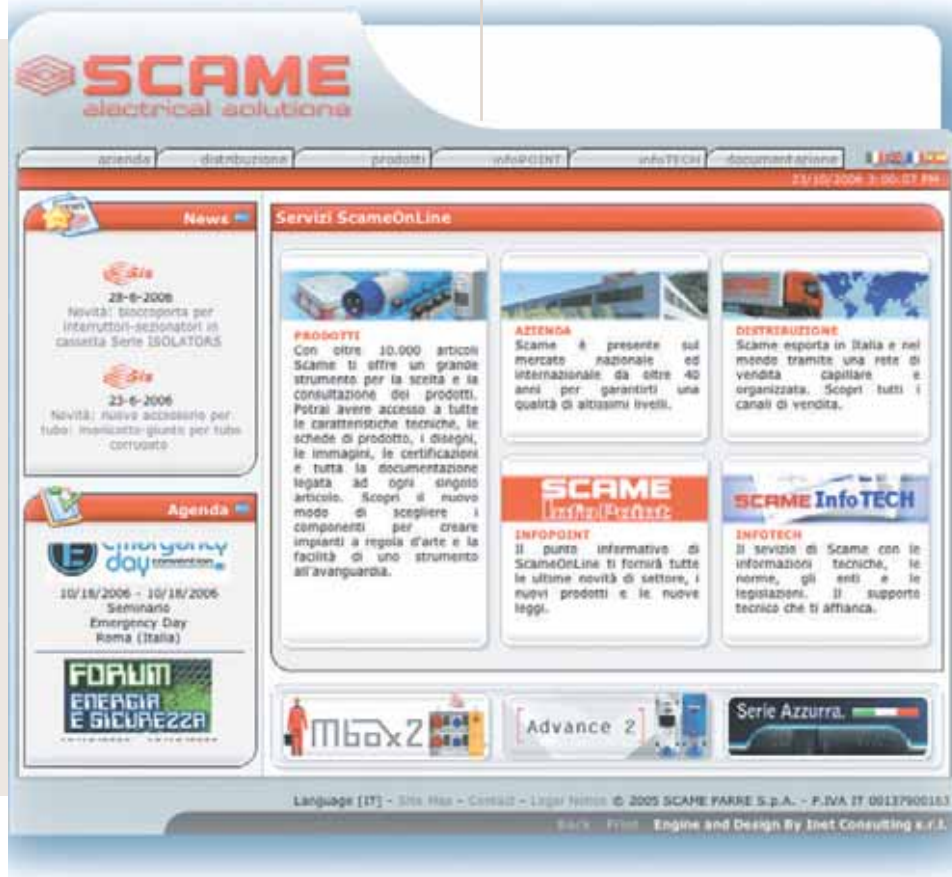 SCAME
electrical solutions
azienda distribuzione prodotti infoPOINT infoTECH documentazione
23/10/2006 3:00:07 PM
News
Gis
28-6-2006
Novità: bloccoporta per
interruttori-sezionatori in
cassetta Serie ISOLATORS
Gis
23-6-2006
Novità: nuovo accessorio per
tubo: manicotto-giunto per tubo
corrugato
Agenda
emergency
day convention
10/18/2006 - 10/18/2006
Seminario
Emergency Day
Roma (Italia)
FORUM
ENERGIA
E SICUREZZA
Servizi ScameOnLine
PRODOTTI
Con oltre 10.000 articoli
Scame ti offre un grande
strumento per la scelta e la
consultazione dei prodotti.
Potrai avere accesso a tutte
le caratteristiche tecniche, le
schede di prodotto, i disegni,
le immagini, le certificazioni
e tutta la documentazione
legata ad ogni singolo
articolo. Scopri il nuovo
modo di scegliere i
componenti per creare
impianti a regola d'arte e la
facilità di uno strumento
all'avanguardia.
AZIENDA
Scame è presente sul
mercato nazionale ed
internazionale da oltre 40
anni per garantirti una
qualità di altissimi livelli.
SCAME
DISTRIBUZIONE
Scame esporta in Italia e nel
mondo tramite una rete di
vendita capillare e
organizzata. Scopri tutti i
canali di vendita.
SCAME
InfoPoint
INFOPOINT
Il punto informativo di
ScameOnLine ti fornirà tutte
le ultime novità di settore, i
nuovi prodotti e le nuove
leggi.
SCAME InfoTECH
INFOTECH
Il sevizio di Scame con le
informazioni tecniche, le
norme, gli enti e le
legislazioni. Il supporto
tecnico che ti affianca.
Mbox2
[Advance 2]
Serie Azzurra.
Language [IT] - Site Map - Contact - Legal Notice © 2005 SCAME PARRE S.p.A. - P.IVA IT 00137900163
Back Print Engine and Design By Inet Consulting s.r.l.